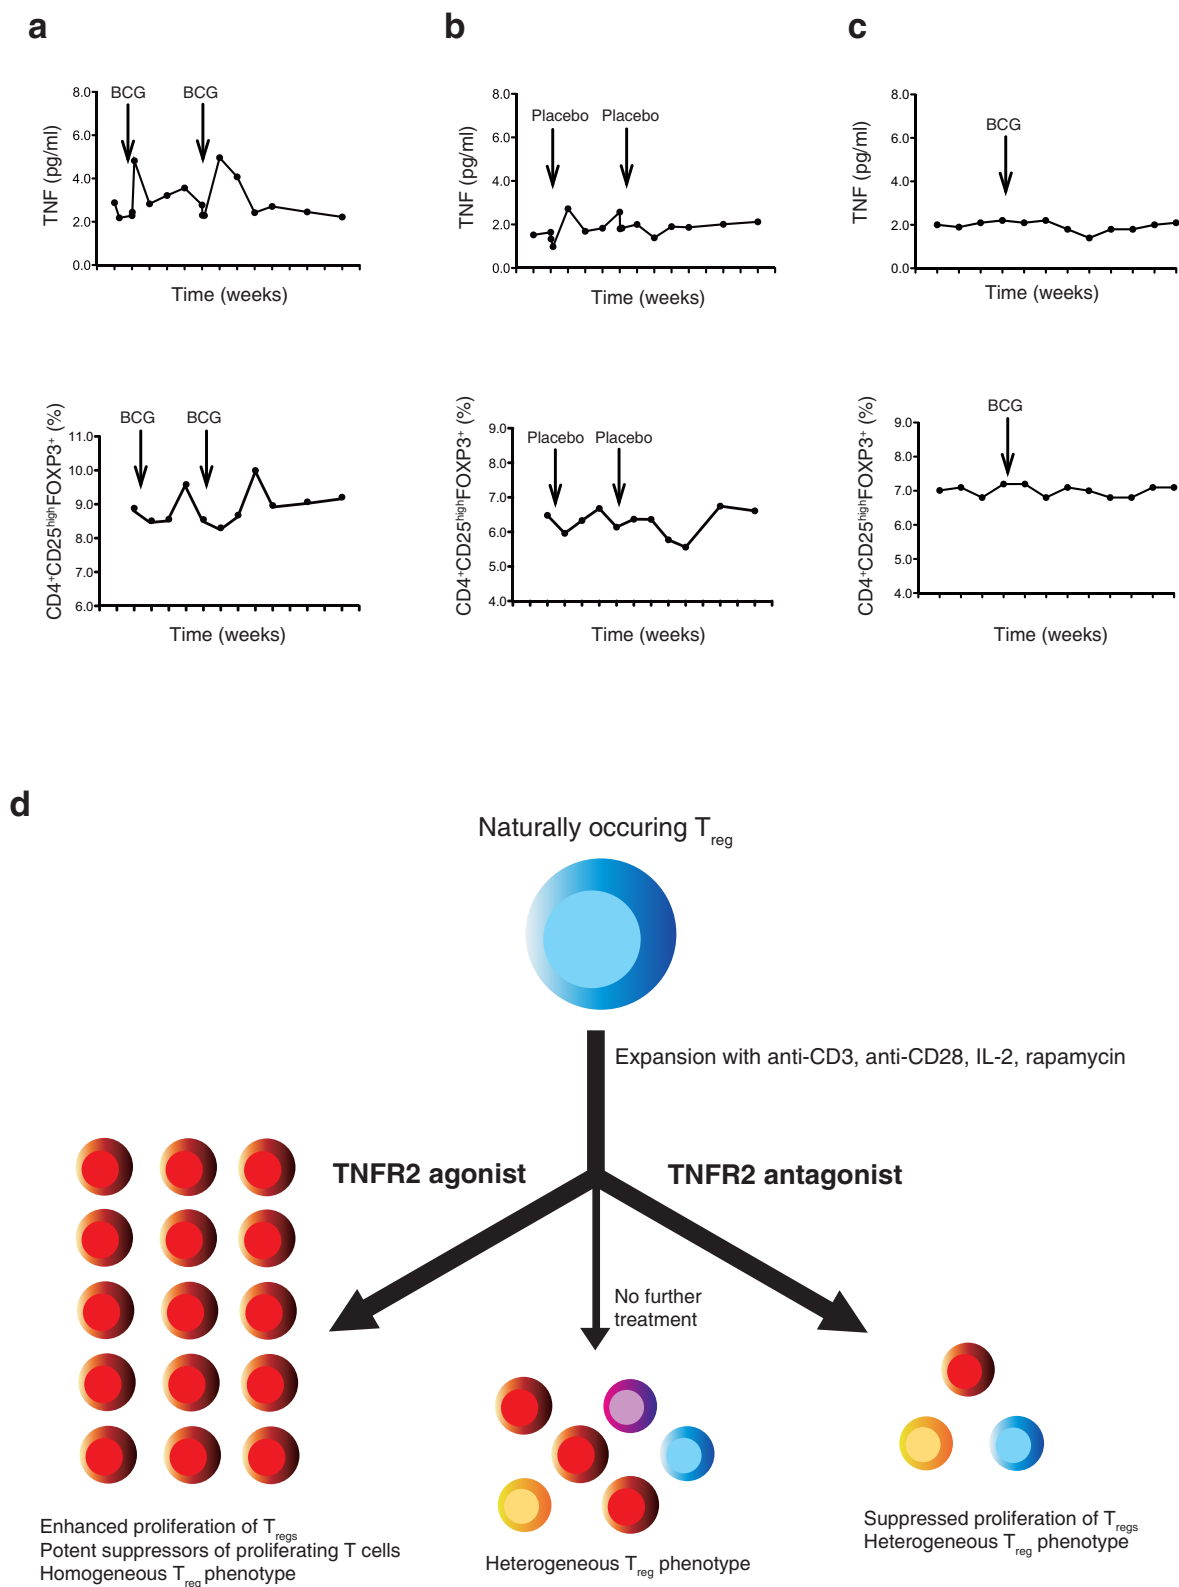 a
BCG BCG
8.0
6.0
4.0
2.0
0.0
TNF (pg/ml)
Time (weeks)
BCG BCG
11.0
10.0
9.0
8.0
7.0
6.0
CD4+CD25highFOXP3+ (%)
Time (weeks)
b
Placebo Placebo
8.0
6.0
4.0
2.0
0.0
TNF (pg/ml)
Time (weeks)
Placebo Placebo
9.0
8.0
7.0
6.0
5.0
4.0
CD4+CD25highFOXP3+ (%)
Time (weeks)
c
BCG
8.0
6.0
4.0
2.0
0.0
TNF (pg/ml)
Time (weeks)
BCG
9.0
8.0
7.0
6.0
5.0
4.0
CD4+CD25highFOXP3+ (%)
Time (weeks)
d
Naturally occuring Treg
Expansion with anti-CD3, anti-CD28, IL-2, rapamycin
TNFR2 agonist
TNFR2 antagonist
No further
treatment
Enhanced proliferation of Tregs
Potent suppressors of proliferating T cells
Homogeneous Treg phenotype
Heterogeneous Treg phenotype
Suppressed proliferation of Tregs
Heterogeneous Treg phenotype